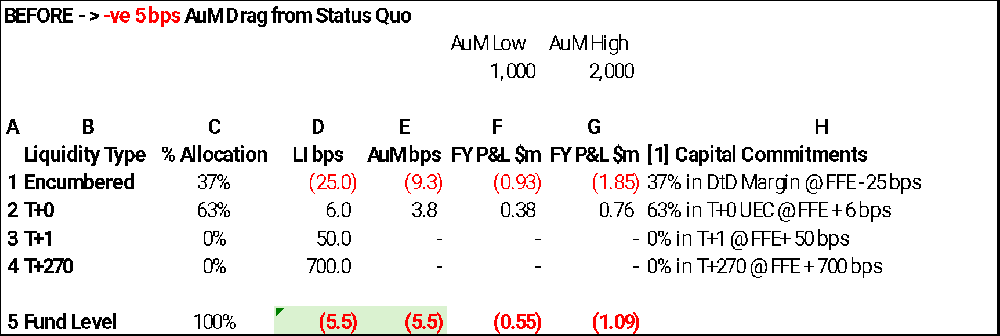 BEFORE - > -ve 5 bps AuM Drag from Status Quo
AuM Low AuM High
1,000 2,000
A B C D E F G H
Liquidity Type % Allocation LI bps AuM bps FY P&L $m FY P&L $m [1] Capital Commitments
1 Encumbered 37% (25.0) (9.3) (0.93) (1.85) 37% in DtD Margin @ FFE -25 bps
2 T+0 63% 6.0 3.8 0.38 0.76 63% in T+0 UEC @ FFE + 6 bps
3 T+1 0% 50.0 - - - 0% in T+1 @ FFE+ 50 bps
4 T+270 0% 700.0 - - - 0% in T+270 @ FFE + 700 bps
5 Fund Level 100% (5.5) (5.5) (0.55) (1.09)